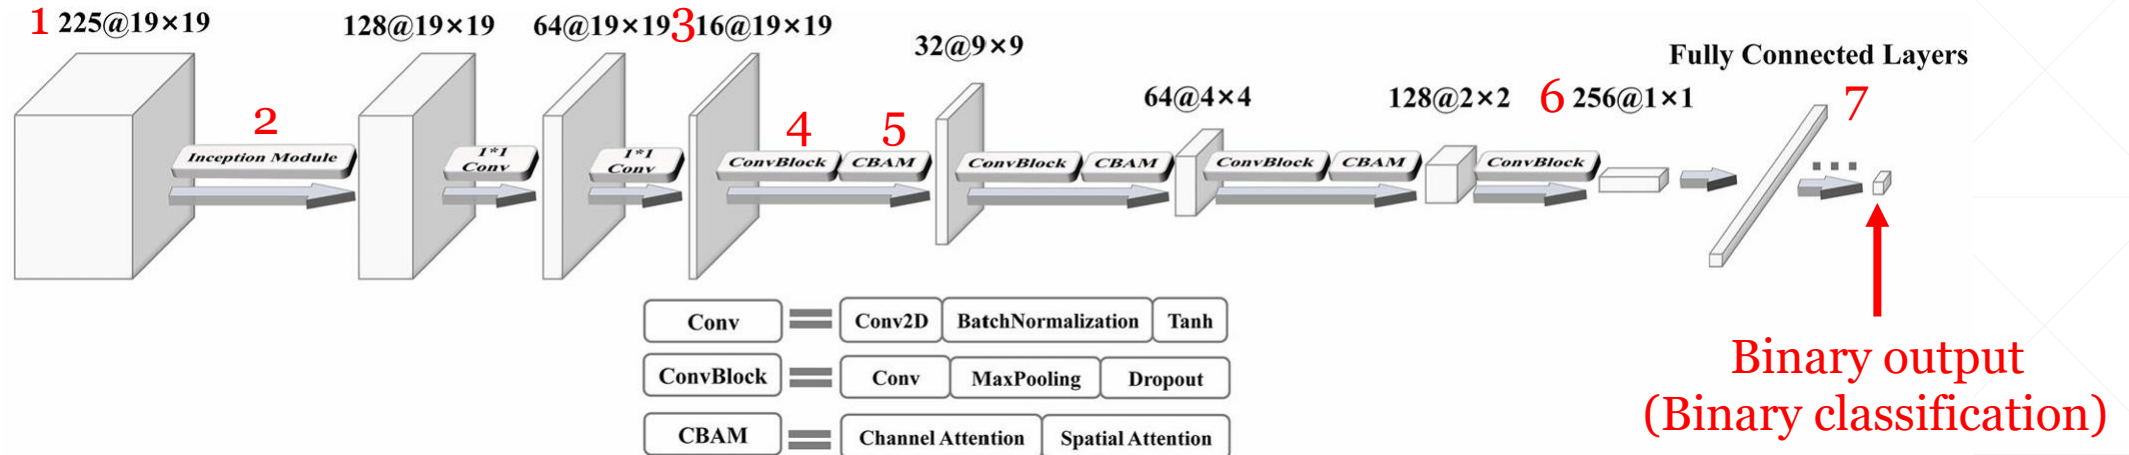 1 225@19×19
128@19×19
64@19×19
3 16@19×19
32@9×9
64@4×4
128@2×2
6 256@1×1
Fully Connected Layers
7
2
Inception Module
1*1
Conv
1*1
Conv
4
ConvBlock
5
CBAM
ConvBlock
CBAM
ConvBlock
CBAM
ConvBlock
Conv = Conv2D BatchNormalization Tanh
ConvBlock = Conv MaxPooling Dropout
CBAM = Channel Attention Spatial Attention
Binary output
(Binary classification)